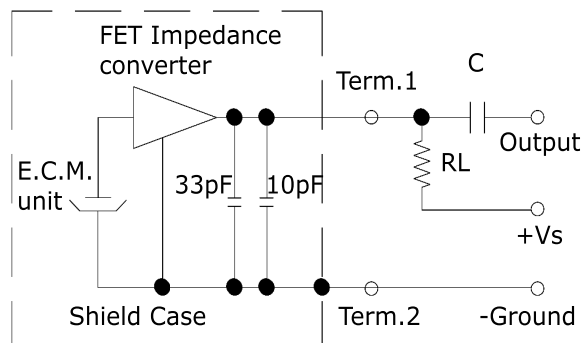 FET Impedance
converter
Term.1
C
Output
E.C.M.
unit
33pF
10pF
RL
+Vs
Shield Case
Term.2
-Ground